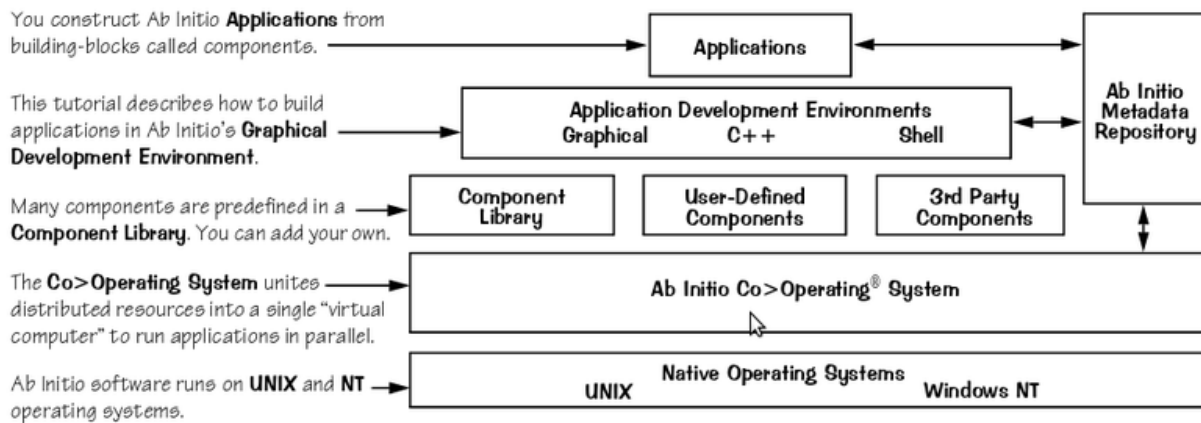 You construct Ab Initio Applications from
building-blocks called components.
Applications
This tutorial describes how to build
applications in Ab Initio's Graphical
Development Environment.
Application Development Environments
Graphical C++ Shell
Ab Initio
Metadata
Repository
Many components are predefined in a
Component Library. You can add your own.
Component
Library
User-Defined
Components
3rd Party
Components
The Co>Operating System unites
distributed resources into a single "virtual
computer" to run applications in parallel.
Ab Initio Co>Operating® System
Ab Initio software runs on UNIX and NT
operating systems.
Native Operating Systems
UNIX Windows NT